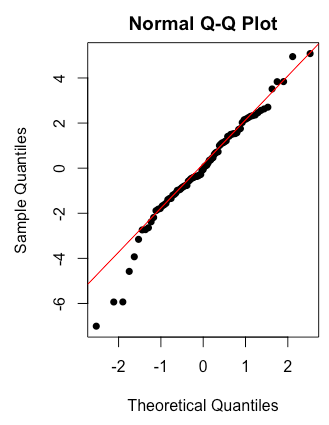 Normal Q-Q Plot
4
2
0
-2
-4
-6
Sample Quantiles
-2 -1 0 1 2
Theoretical Quantiles